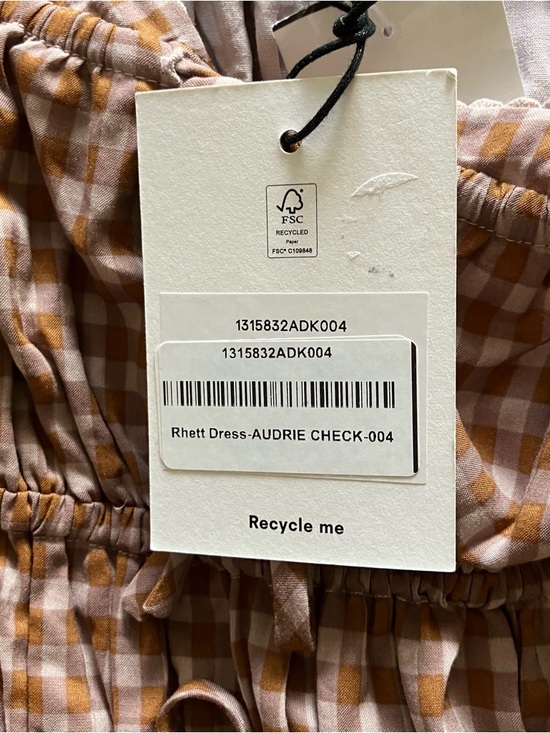 FSC®
RECYCLED
Paper
FSC® C109848
1315832ADK004
1315832ADK004
Rhett Dress-AUDRIE CHECK-004
Recycle me